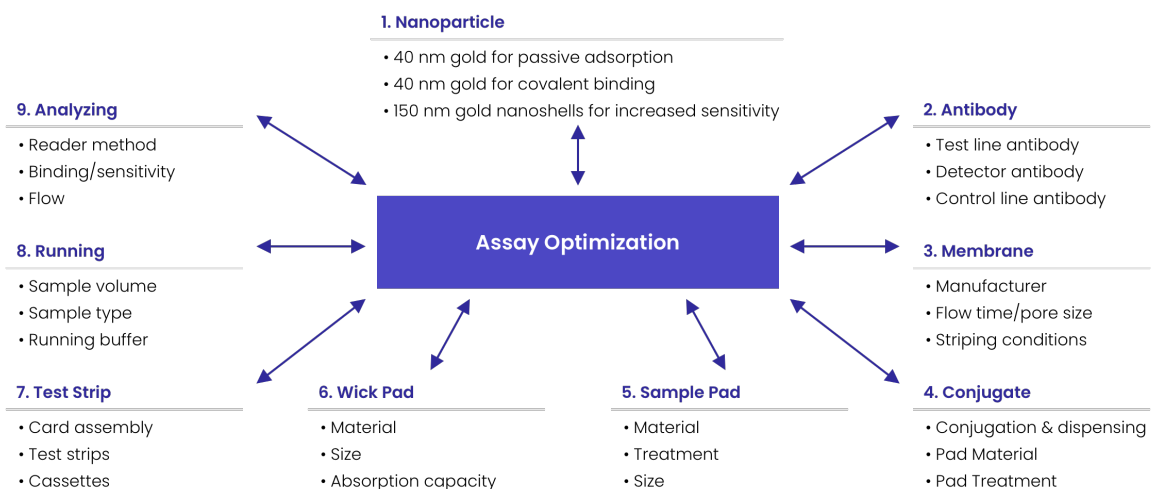 1. Nanoparticle
• 40 nm gold for passive adsorption
• 40 nm gold for covalent binding
• 150 nm gold nanoshells for increased sensitivity
2. Antibody
• Test line antibody
• Detector antibody
• Control line antibody
3. Membrane
• Manufacturer
• Flow time/pore size
• Striping conditions
4. Conjugate
• Conjugation & dispensing
• Pad Material
• Pad Treatment
5. Sample Pad
• Material
• Treatment
• Size
6. Wick Pad
• Material
• Size
• Absorption capacity
7. Test Strip
• Card assembly
• Test strips
• Cassettes
8. Running
• Sample volume
• Sample type
• Running buffer
9. Analyzing
• Reader method
• Binding/sensitivity
• Flow
Assay Optimization